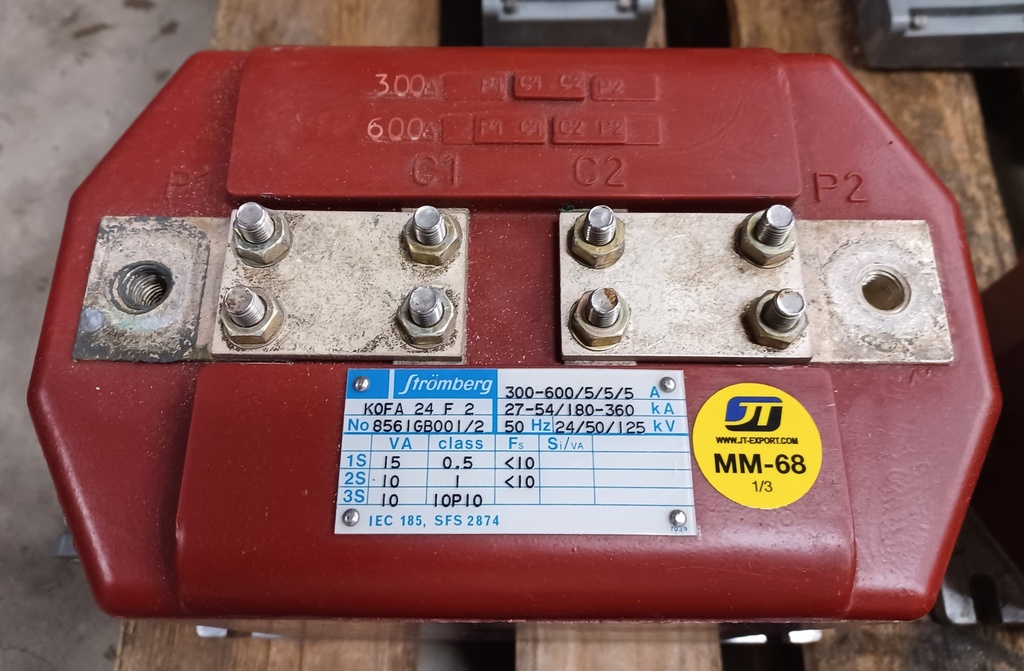 300A P1 C1 C2 P2
600A P1 C1 C2 P2
C1 C2
P2
Strömberg
300-600/5/5/5 A
KOFA 24 F 2 27-54/180-360 kA
No 8561GB001/2 50 Hz 24/50/125 kV
VA class Fs Si/VA
1S 15 0.5 <10
2S 10 1 <10
3S 10 10P10
IEC 185, SFS 2874
JT
WWW.JT-EXPORT.COM
MM-68
1/3